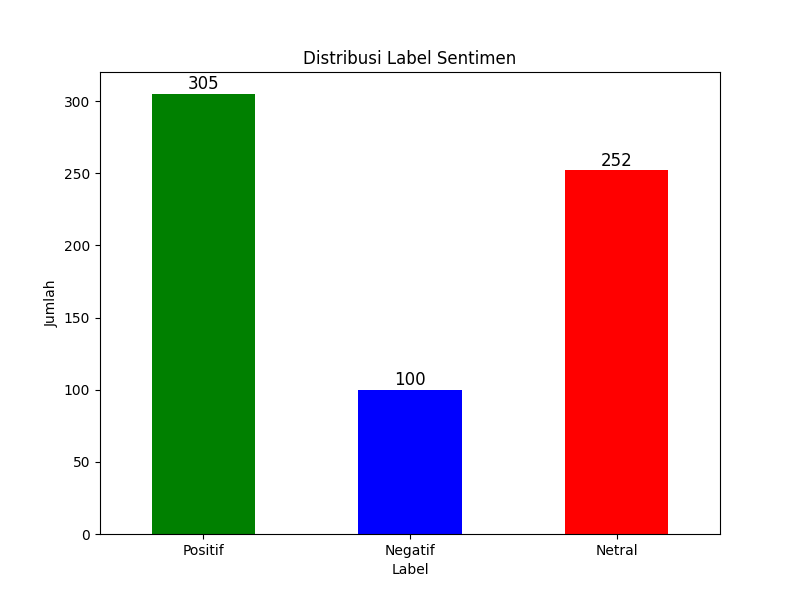 Distribusi Label Sentimen
305
100
252
300
250
200
150
100
50
0
Jumlah
Positif
Negatif
Netral
Label